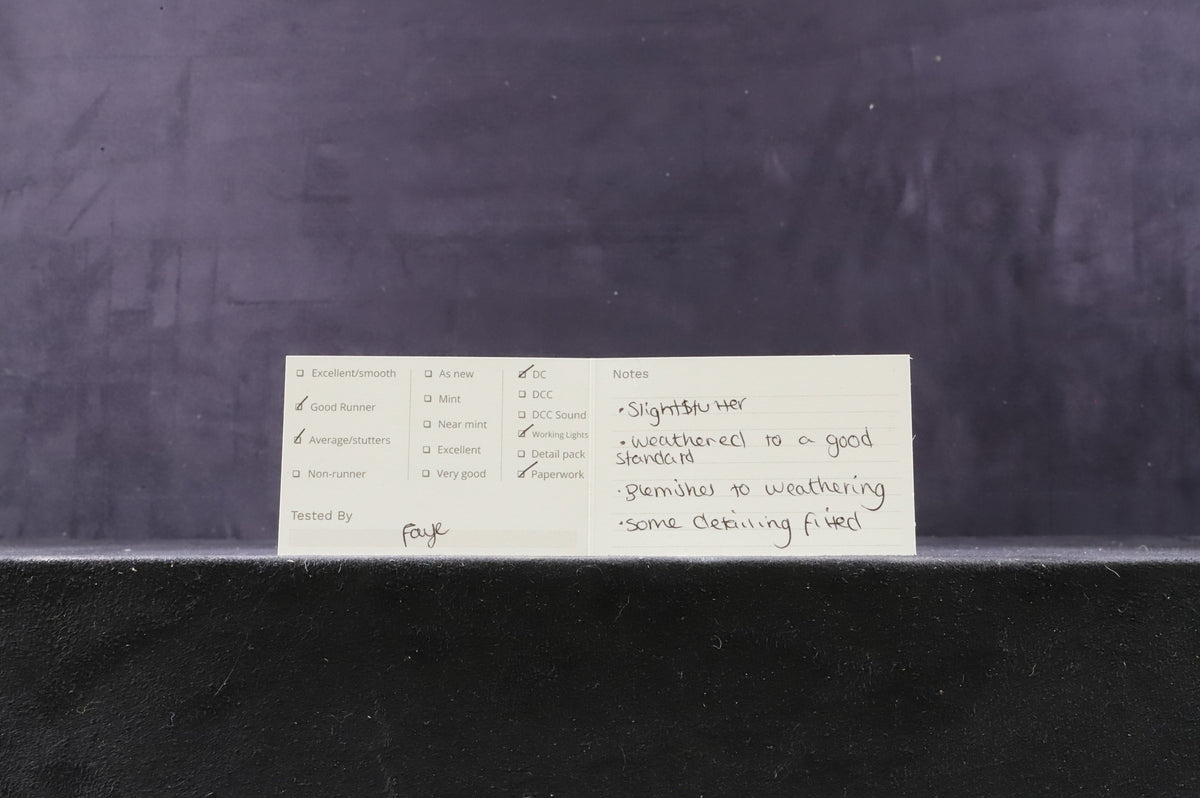 Excellent/smooth
Good Runner
Average/stutters
Non-runner
As new
Mint
Near mint
Excellent
Very good
DC
DCC
DCC Sound
Working Lights
Detail pack
Paperwork
Tested By
Faye
Notes
•Slight stutter
•weathered to a good
standard
•Blemishes to weathering
•some detailing fitted